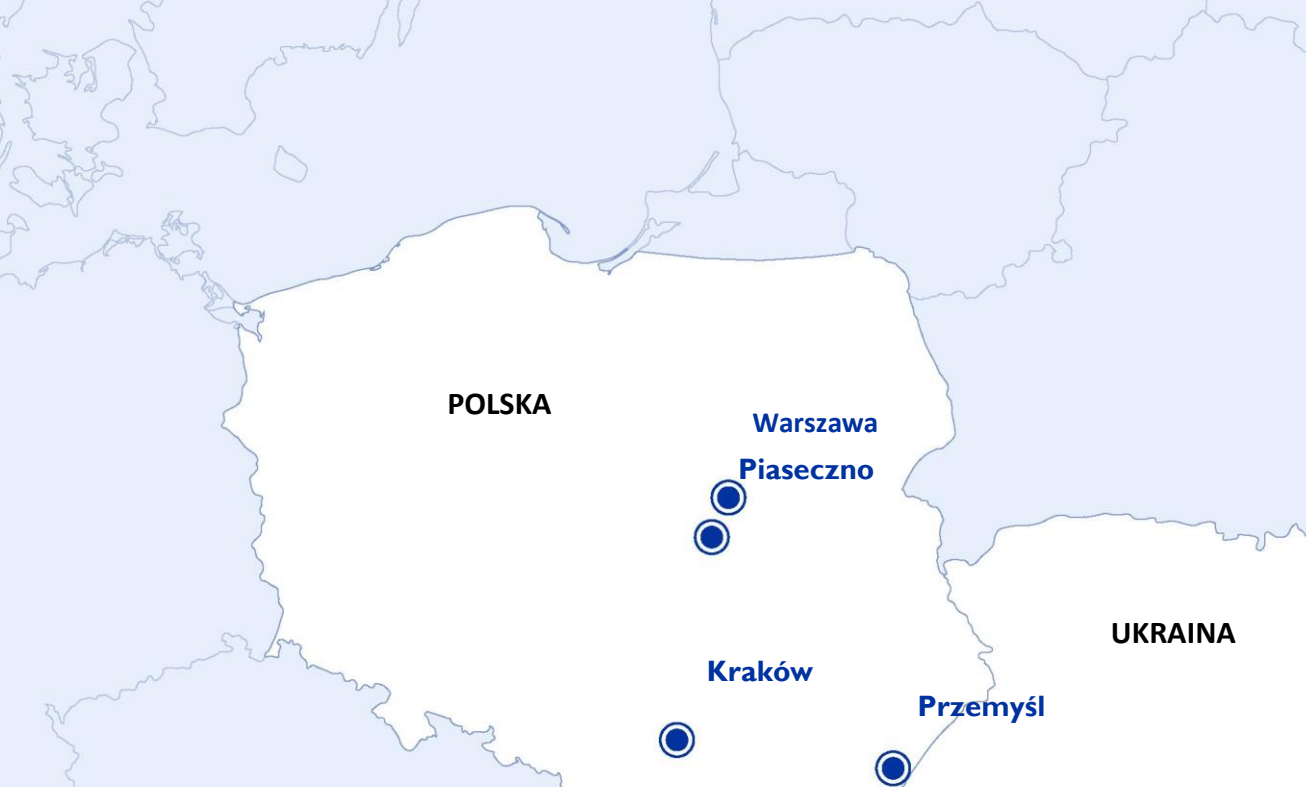 POLSKA
Warszawa
Piaseczno
UKRAINA
Kraków
Przemyśl